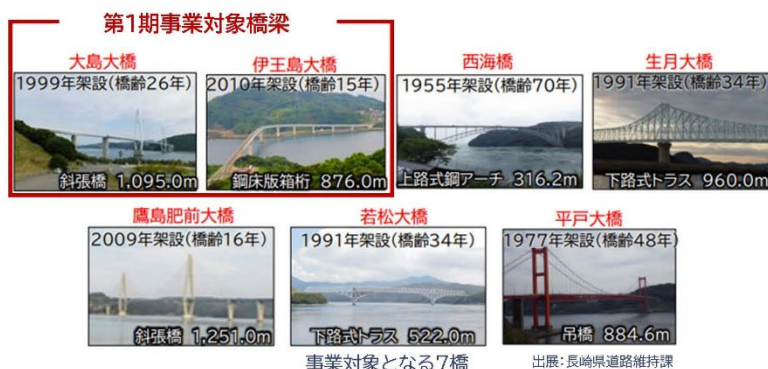 第1期事業対象橋梁
大島大橋
1999年架設(橋齢26年)
斜張橋 1,095.0m
伊王島大橋
2010年架設(橋齢15年)
鋼床版箱桁 876.0m
西海橋
1955年架設(橋齢70年)
上路式鋼アーチ 316.2m
生月大橋
1991年架設(橋齢34年)
下路式トラス 960.0m
鷹島肥前大橋
2009年架設(橋齢16年)
斜張橋 1,251.0m
若松大橋
1991年架設(橋齢34年)
下路式トラス 522.0m
平戸大橋
1977年架設(橋齢48年)
吊橋 884.6m
事業対象となる7橋
出展:長崎県道路維持課